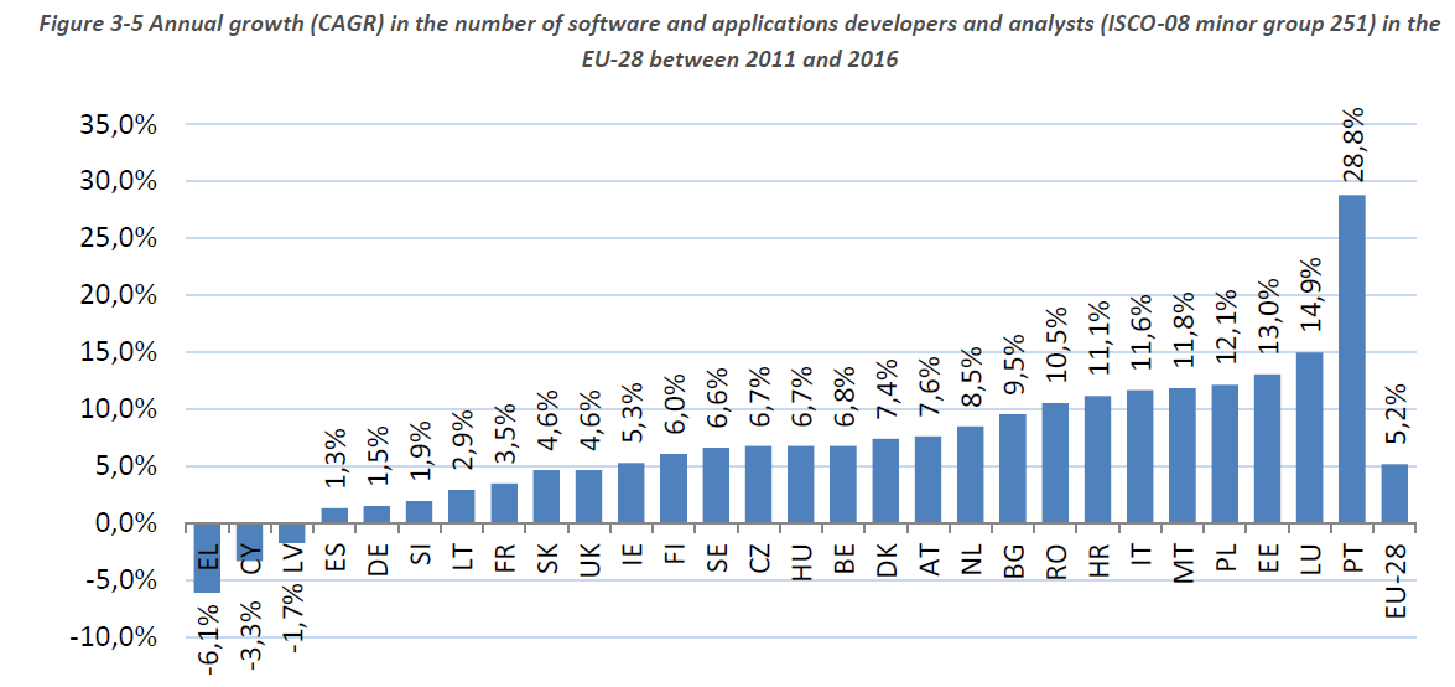 Figure 3-5 Annual growth (CAGR) in the number of software and applications developers and analysts (ISCO-08 minor group 251) in the
EU-28 between 2011 and 2016
35,0%
30,0%
25,0%
20,0%
15,0%
10,0%
5,0%
0,0%
-5,0%
-10,0%
-6,1%
-3,3%
-1,7%
1,3%
1,5%
1,9%
2,9%
3,5%
4,6%
4,6%
5,3%
6,0%
6,6%
6,7%
6,7%
6,8%
7,4%
7,6%
8,5%
9,5%
10,5%
11,1%
11,6%
11,8%
12,1%
13,0%
14,9%
28,8%
5,2%
EL
CY
LV
ES
DE
SI
LT
FR
SK
UK
IE
FI
SE
CZ
HU
BE
DK
AT
NL
BG
RO
HR
IT
MT
PL
EE
LU
PT
EU-28